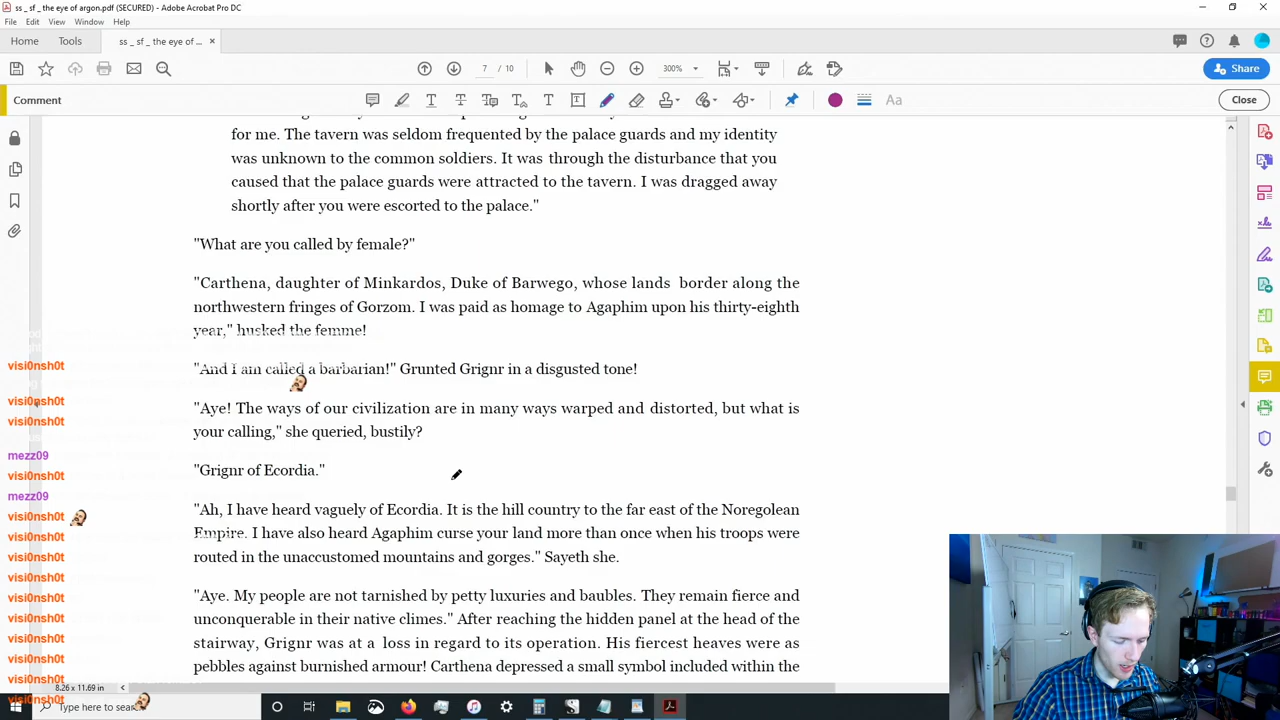 ss _ sf _ the eye of argon.pdf (SECURED) - Adobe Acrobat Pro DC
File Edit View Window Help
Home Tools ss _ sf _ the eye of ... ×
7 / 10 300% Share
Comment Close
for me. The tavern was seldom frequented by the palace guards and my identity
was unknown to the common soldiers. It was through the disturbance that you
caused that the palace guards were attracted to the tavern. I was dragged away
shortly after you were escorted to the palace."
"What are you called by female?"
"Carthena, daughter of Minkardos, Duke of Barwego, whose lands border along the
northwestern fringes of Gorzom. I was paid as homage to Agaphim upon his thirty-eighth
year," husked the femme!
"And I am called a barbarian!" Grunted Grignr in a disgusted tone!
"Aye! The ways of our civilization are in many ways warped and distorted, but what is
your calling," she queried, bustily?
"Grignr of Ecordia."
"Ah, I have heard vaguely of Ecordia. It is the hill country to the far east of the Noregolean
Empire. I have also heard Agaphim curse your land more than once when his troops were
routed in the unaccustomed mountains and gorges." Sayeth she.
"Aye. My people are not tarnished by petty luxuries and baubles. They remain fierce and
unconquerable in their native climes." After reaching the hidden panel at the head of the
stairway, Grignr was at a loss in regard to its operation. His fiercest heaves were as
pebbles against burnished armour! Carthena depressed a small symbol included within the
visi0nsh0t
visi0nsh0t
visi0nsh0t
mezz09
visi0nsh0t
mezz09
visi0nsh0t
visi0nsh0t
visi0nsh0t
visi0nsh0t
visi0nsh0t
visi0nsh0t
visi0nsh0t
visi0nsh0t
visi0nsh0t
8.26 x 11.69 in
Type here to